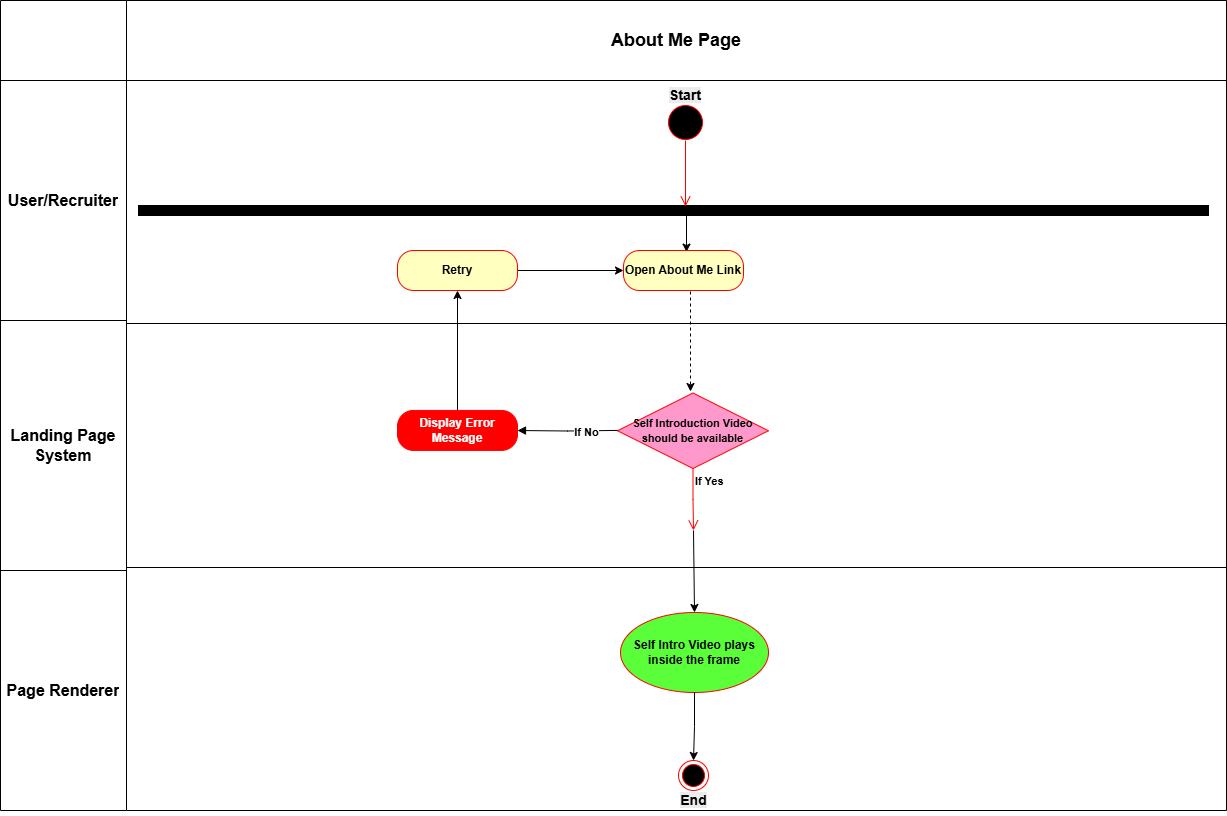 About Me Page
Start
User/Recruiter
Retry
Open About Me Link
Landing Page
System
Display Error
Message
If No
Self Introduction Video
should be available
If Yes
Self Intro Video plays
inside the frame
Page Renderer
End